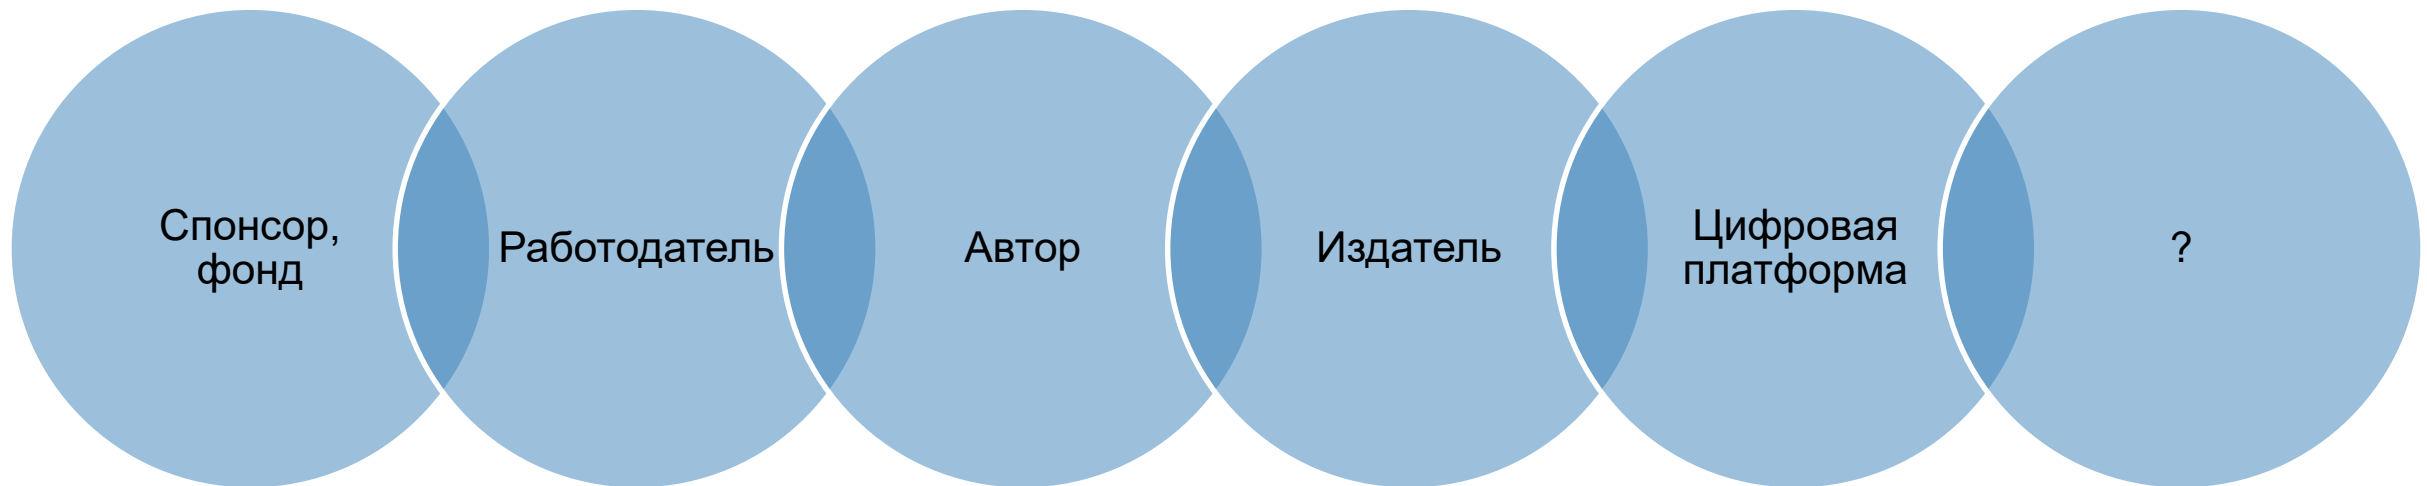 Спонсор,
фонд
Работодатель
Автор
Издатель
Цифровая
платформа
?